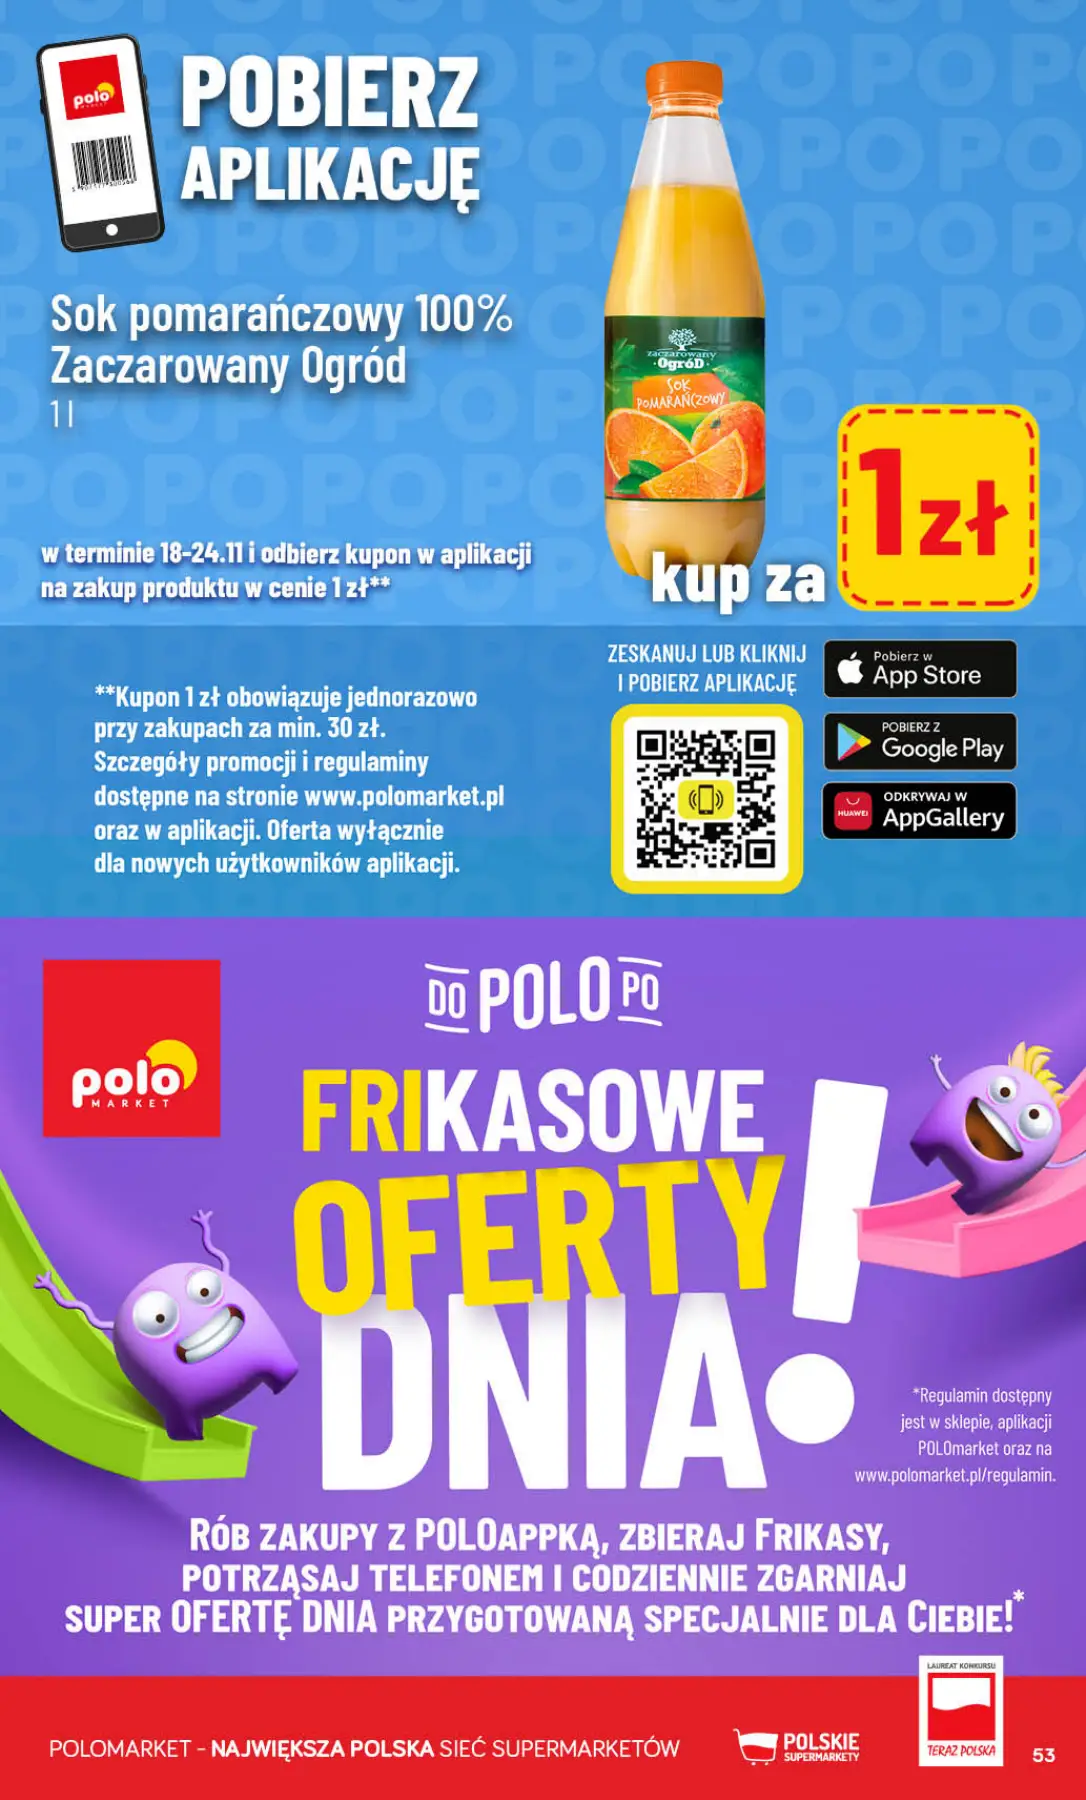 polo
MARKET
POBIERZ
APLIKACJĘ
Sok pomarańczowy 100%
Zaczarowany Ogród
1 l
zaczarowany
OgróD
SOK
POMARAŃCZOWY
w terminie 18-24.11 i odbierz kupon w aplikacji
na zakup produktu w cenie 1 zł**
kup za
1 zł
**Kupon 1 zł obowiązuje jednorazowo
przy zakupach za min. 30 zł.
Szczegóły promocji i regulaminy
dostępne na stronie www.polomarket.pl
oraz w aplikacji. Oferta wyłącznie
dla nowych użytkowników aplikacji.
ZESKANUJ LUB KLIKNIJ
I POBIERZ APLIKACJĘ
Pobierz w
App Store
POBIERZ Z
Google Play
HUAWEI
ODKRYWAJ W
AppGallery
polo
MARKET
DO POLO PO
FRIKASOWE
OFERTY
DNIA!
*Regulamin dostępny
jest w sklepie, aplikacji
POLOmarket oraz na
www.polomarket.pl/regulamin.
RÓB ZAKUPY Z POLOAPPKĄ, ZBIERAJ FRIKASY,
POTRZĄSAJ TELEFONEM I CODZIENNIE ZGARNIAJ
SUPER OFERTĘ DNIA PRZYGOTOWANĄ SPECJALNIE DLA CIEBIE!*
POLOMARKET - NAJWIĘKSZA POLSKA SIEĆ SUPERMARKETÓW
POLSKIE
SUPERMARKETY
LAUREAT KONKURSU
TERAZ POLSKA
53